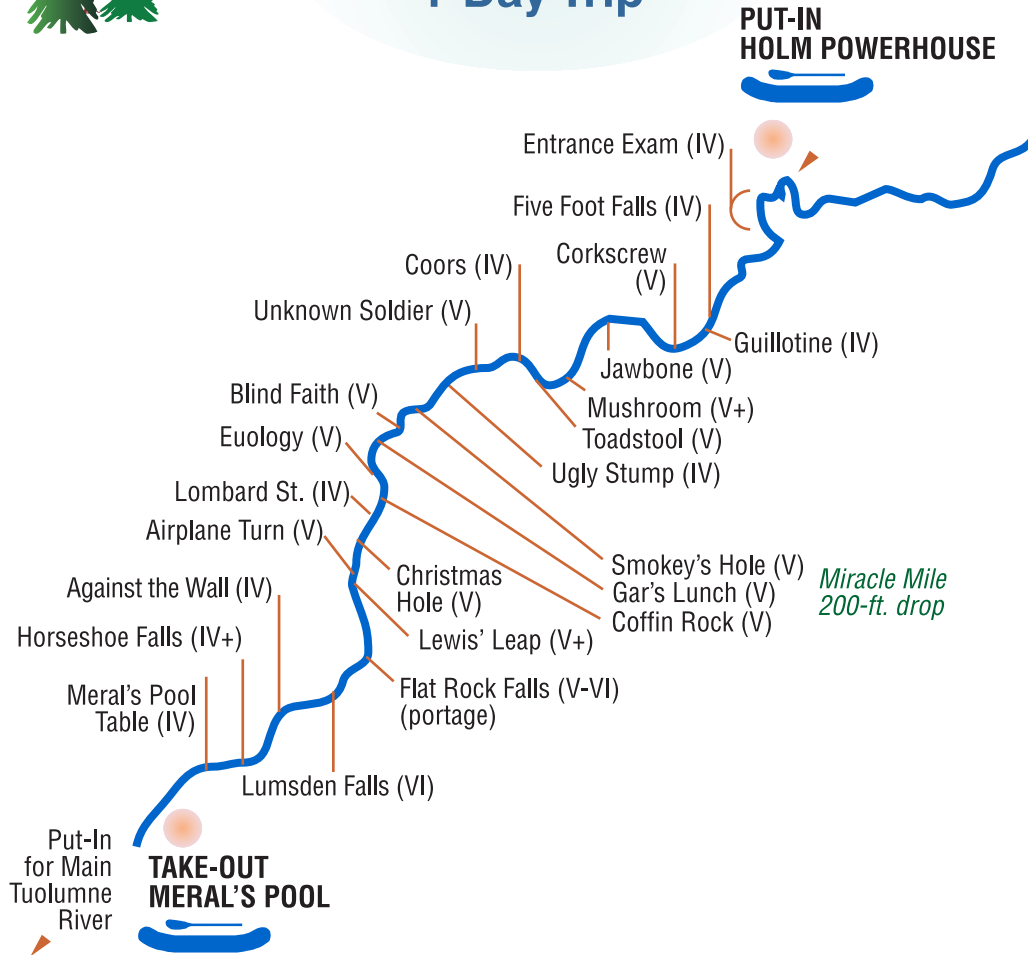 1 Day Trip
PUT-IN
HOLM POWERHOUSE
Entrance Exam (IV)
Five Foot Falls (IV)
Corkscrew
(V)
Coors (IV)
Unknown Soldier (V)
Guillotine (IV)
Jawbone (V)
Blind Faith (V)
Mushroom (V+)
Euology (V)
Toadstool (V)
Ugly Stump (IV)
Lombard St. (IV)
Airplane Turn (V)
Smokey's Hole (V)
Gar's Lunch (V)
Coffin Rock (V)
Miracle Mile
200-ft. drop
Christmas
Hole (V)
Against the Wall (IV)
Lewis' Leap (V+)
Horseshoe Falls (IV+)
Flat Rock Falls (V-VI)
(portage)
Meral's Pool
Table (IV)
Lumsden Falls (VI)
Put-In
for Main
Tuolumne
River
TAKE-OUT
MERAL'S POOL